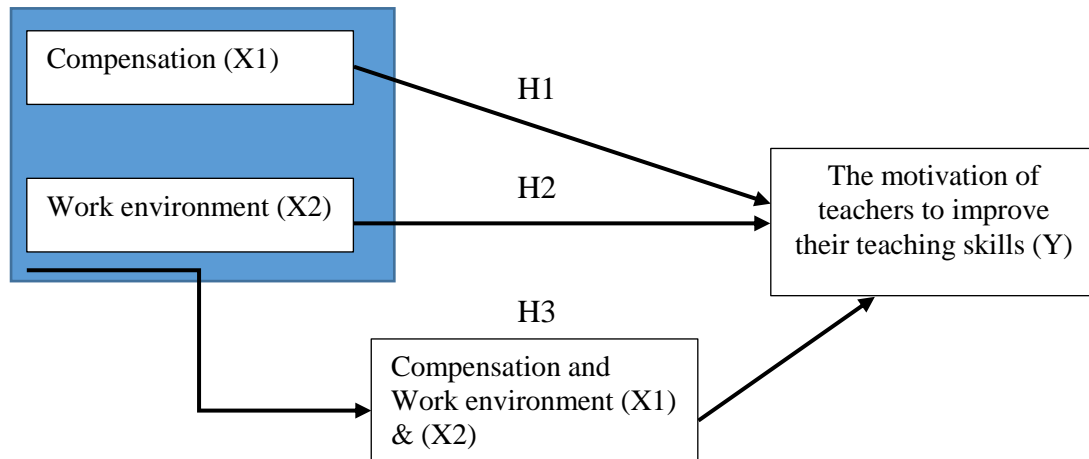 Compensation (X1)
H1
Work environment (X2)
H2
The motivation of
teachers to improve
their teaching skills (Y)
H3
Compensation and
Work environment (X1)
& (X2)